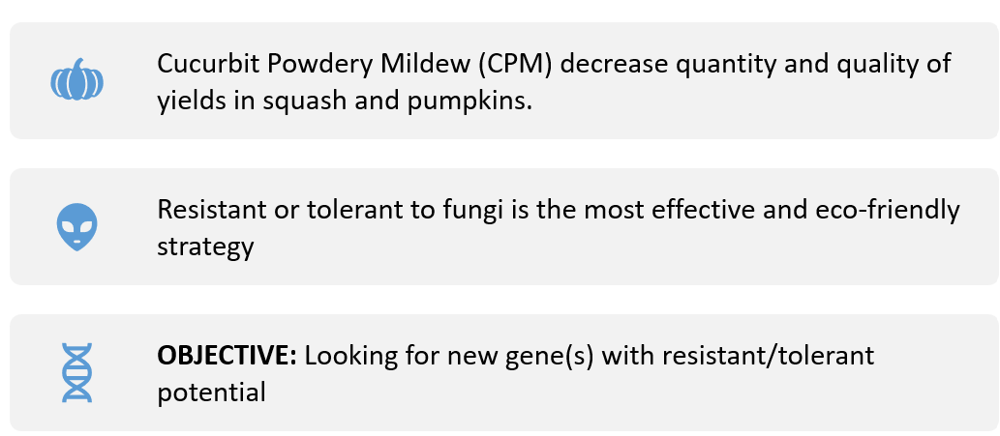 Cucurbit Powdery Mildew (CPM) decrease quantity and quality of
yields in squash and pumpkins.
Resistant or tolerant to fungi is the most effective and eco-friendly
strategy
OBJECTIVE: Looking for new gene(s) with resistant/tolerant
potential